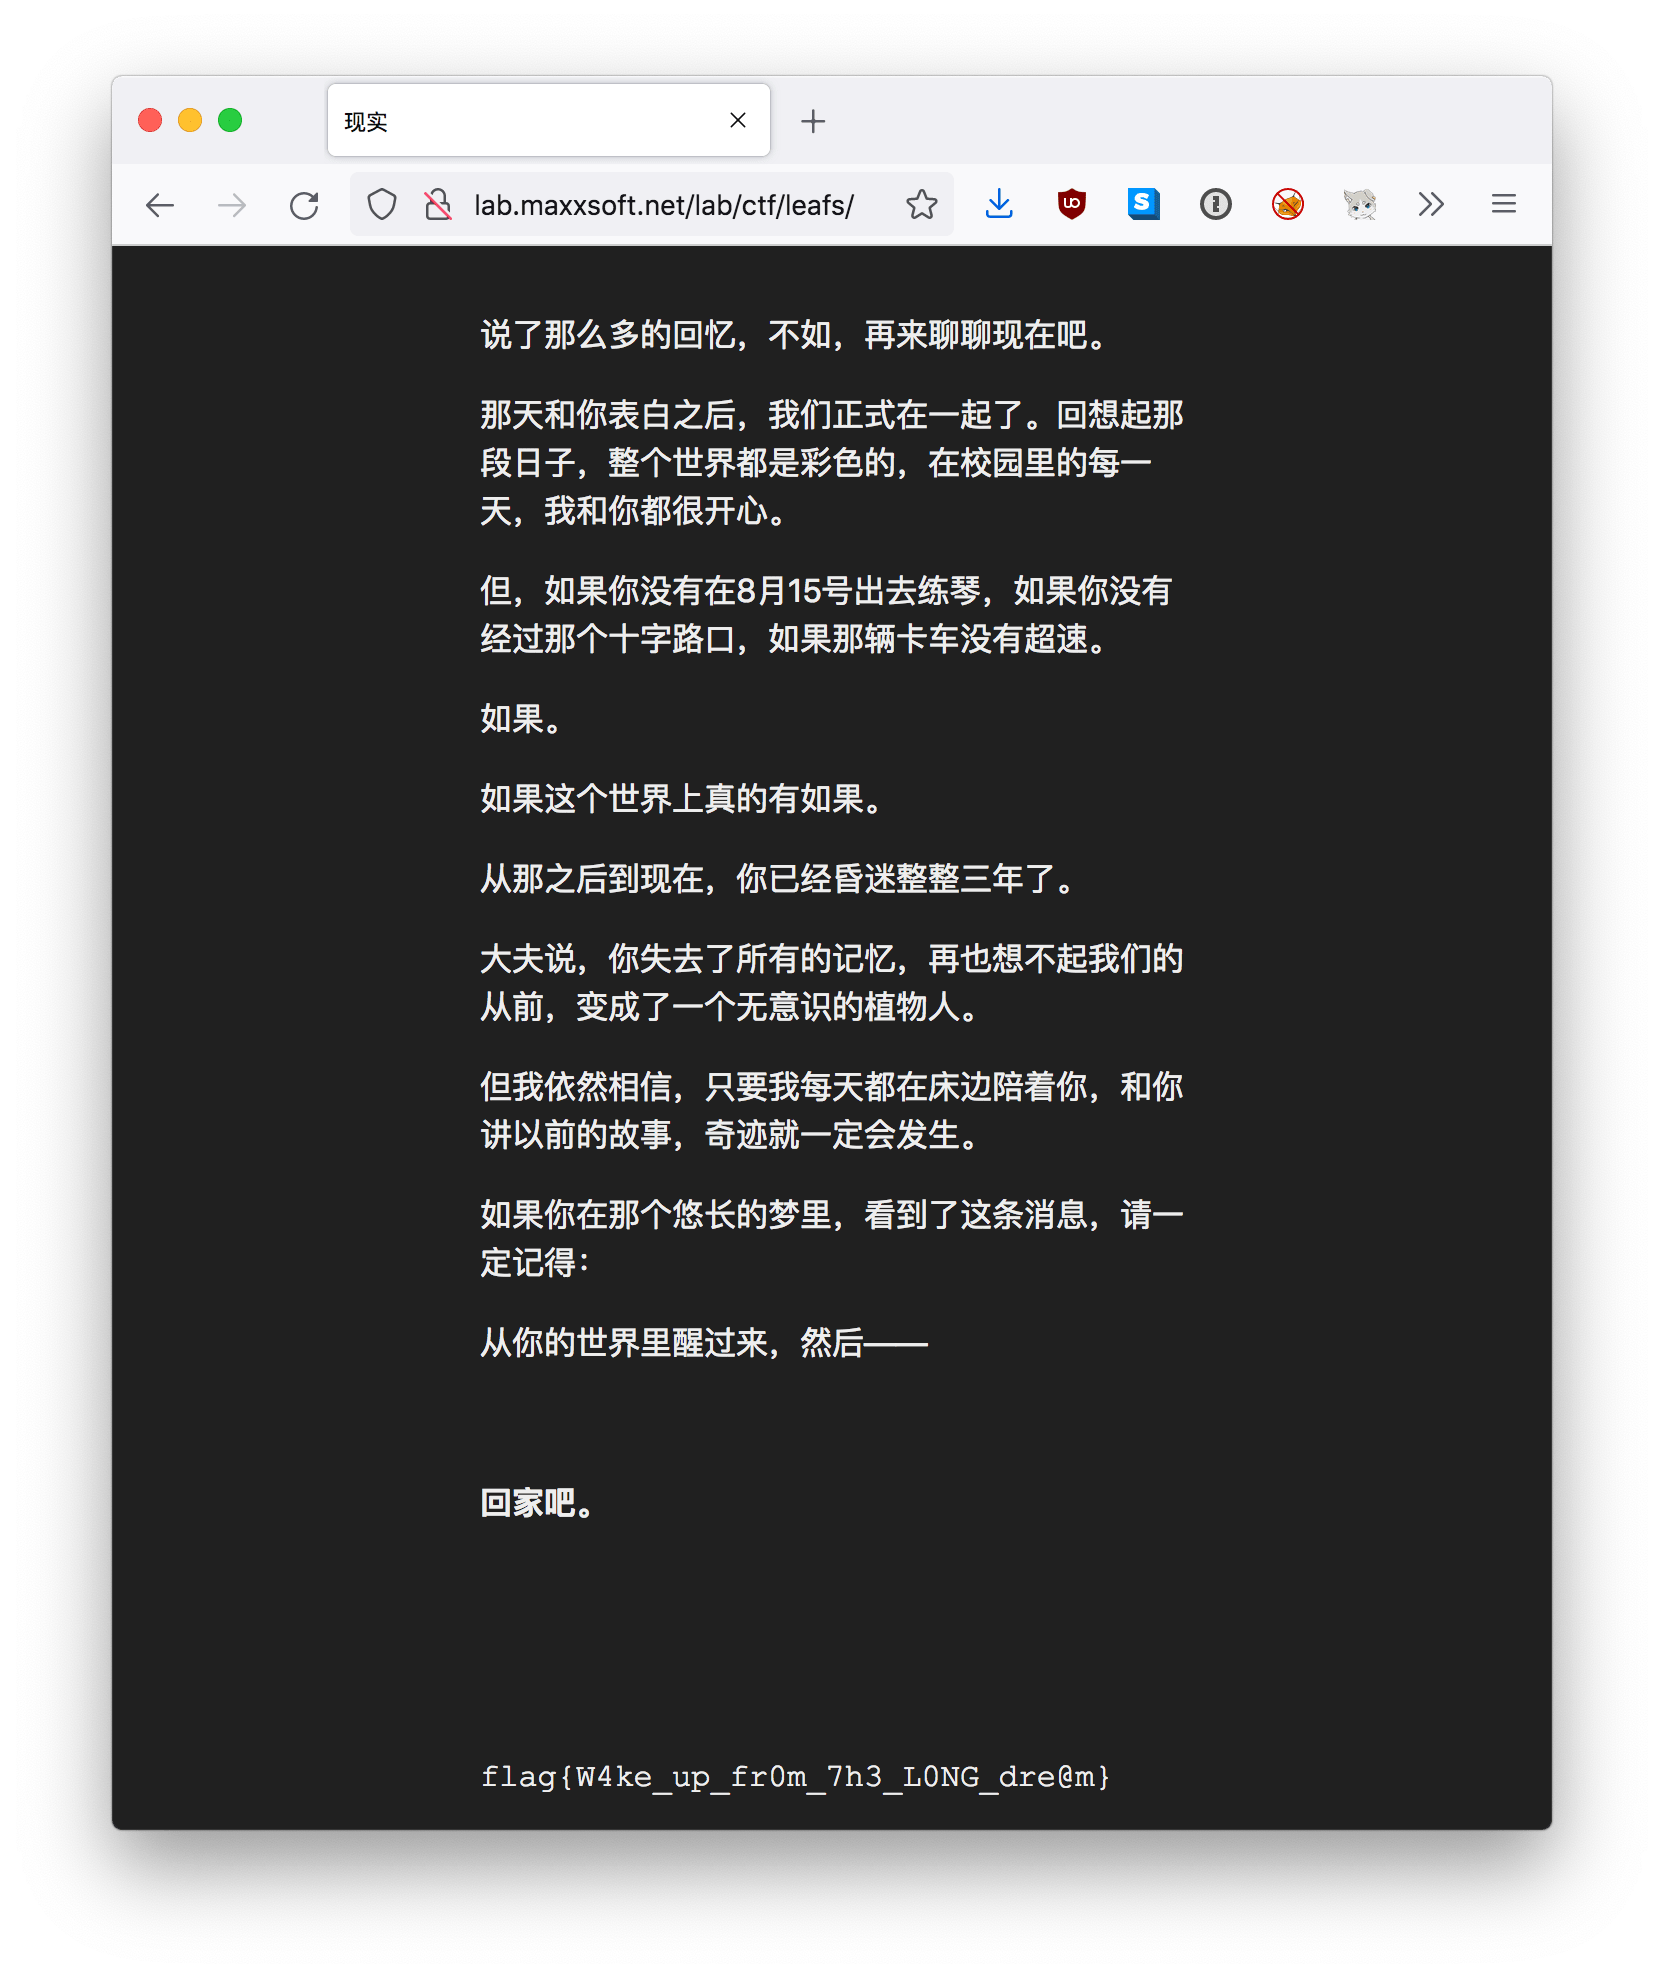 现实
lab.maxxsoft.net/lab/ctf/leafs/
说了那么多的回忆，不如，再来聊聊现在吧。
那天和你表白之后，我们正式在一起了。回想起那
段日子，整个世界都是彩色的，在校园里的每一
天，我和你都很开心。
但，如果你没有在8月15号出去练琴，如果你没有
经过那个十字路口，如果那辆卡车没有超速。
如果。
如果这个世界上真的有如果。
从那之后到现在，你已经昏迷整整三年了。
大夫说，你失去了所有的记忆，再也想不起我们的
从前，变成了一个无意识的植物人。
但我依然相信，只要我每天都在床边陪着你，和你
讲以前的故事，奇迹就一定会发生。
如果你在那个悠长的梦里，看到了这条消息，请一
定记得：
从你的世界里醒过来，然后——
回家吧。
flag{W4ke_up_fr0m_7h3_L0NG_dre@m}